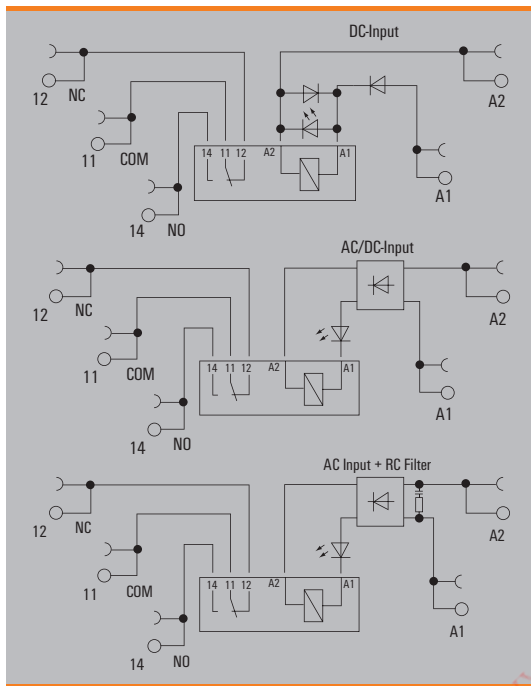 DC-Input
12 NC
A2
11 COM
14 11 12 A2 A1
A1
14 NO
AC/DC-Input
12 NC
A2
11 COM
14 11 12 A2 A1
A1
14 NO
AC Input + RC Filter
12 NC
A2
11 COM
14 11 12 A2 A1
A1
14 NO